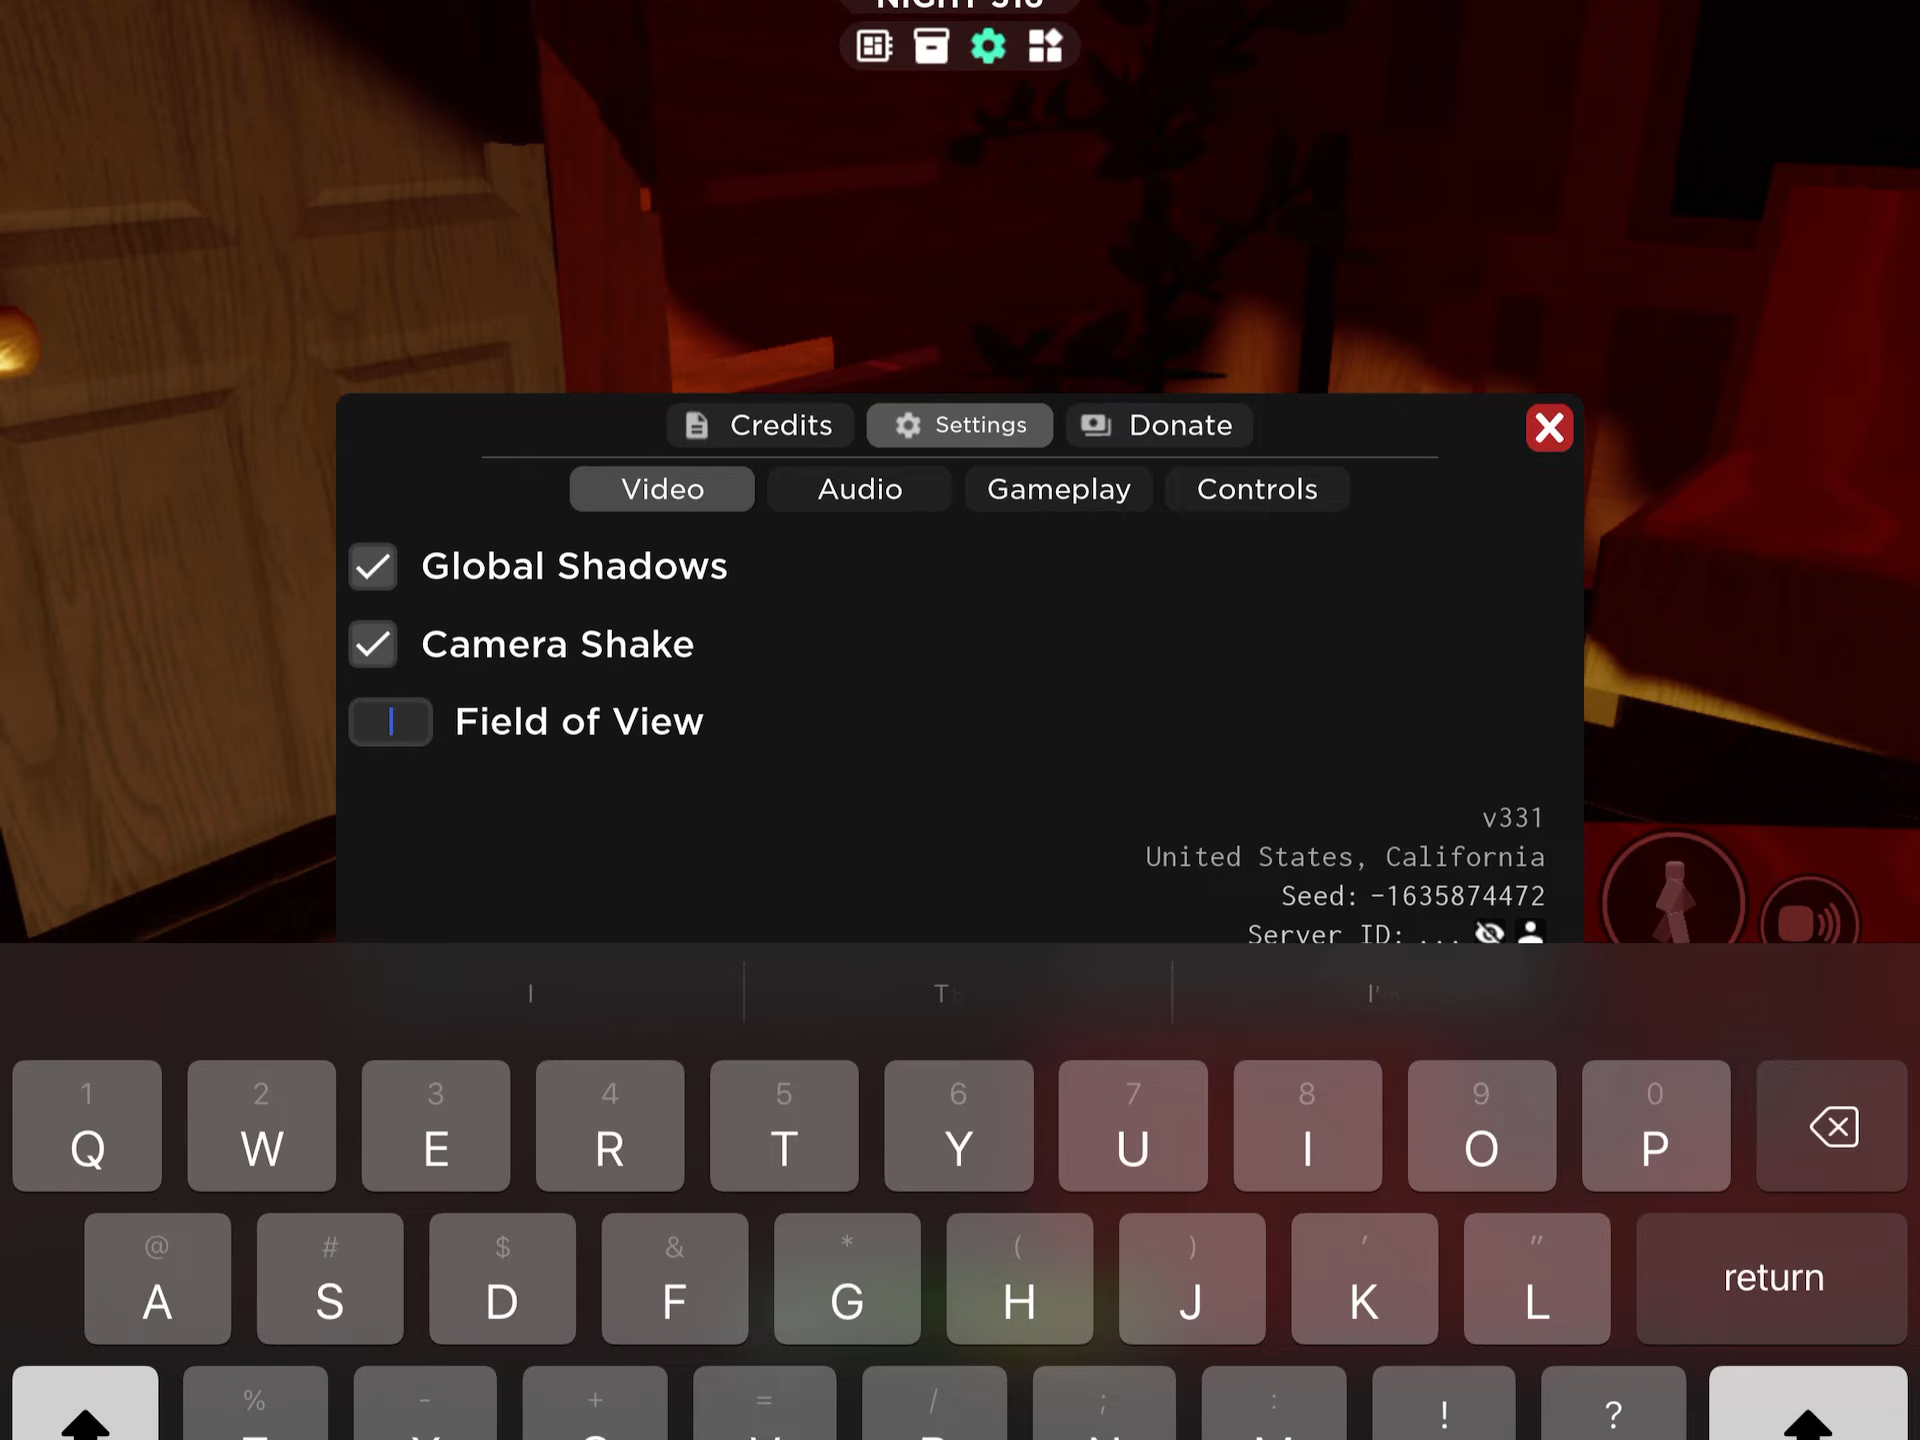 Credits
Settings
Donate
Video
Audio
Gameplay
Controls
Global Shadows
Camera Shake
Field of View
v331
United States, California
Seed: -1635874472
Server ID: ...
I
1 2 3 4 5 6 7 8 9 0
Q W E R T Y U I O P
@ # $ & * ( ) ' "
A S D F G H J K L
return
% - + = / ; : ! ?